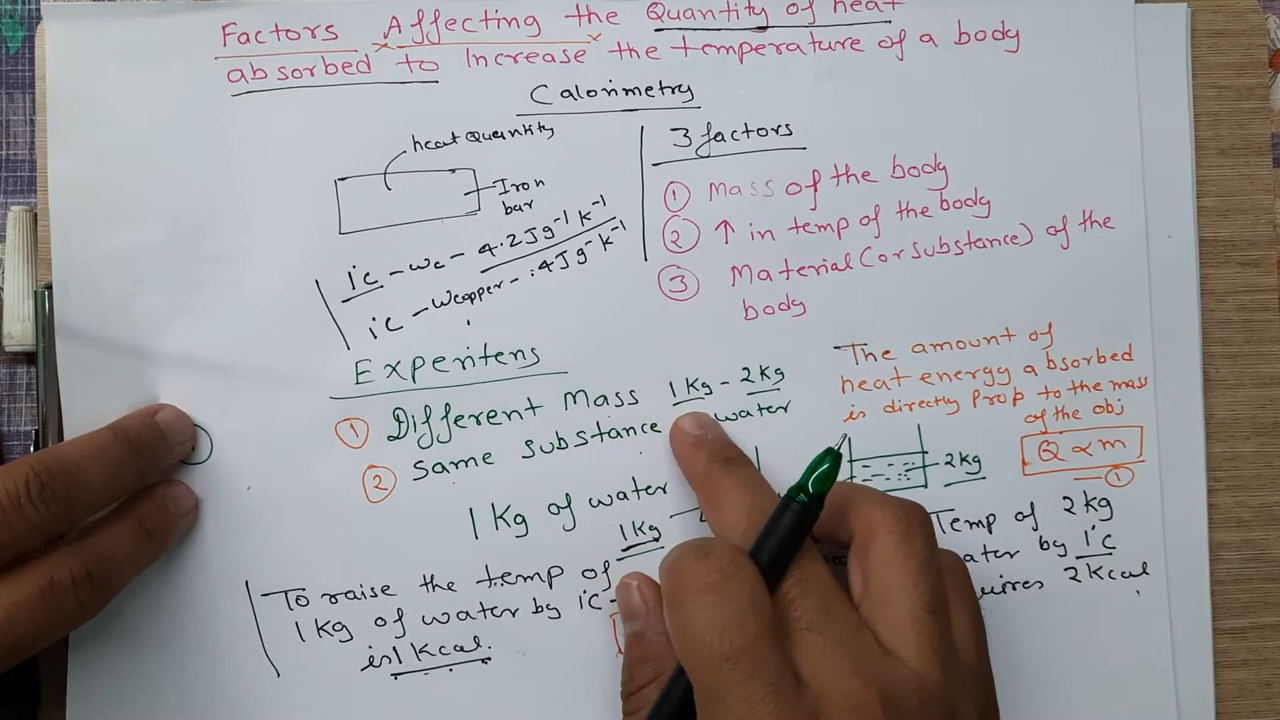 Factors Affecting the Quantity of heat
absorbed to Increase the temperature of a body
Calorimetry
heat Quantity
Iron
bar
1°C - wc - 4.2 J g⁻¹ k⁻¹
1°C - wcopper - .4 J g⁻ k⁻¹
3 factors
① Mass of the body
② ↑ in temp of the body
③ Material (or substance) of the
body
Experitens
① Different Mass 1 Kg - 2 Kg
② same substance water
1 Kg of water
1 Kg
To raise the temp of
1 Kg of water by 1°C
is 1 Kcal.
The amount of
heat energy absorbed
is directly prop to the mass
of the obj
Q ∝ m
①
2 Kg
Temp of 2 kg
by 1°C
2 Kcal